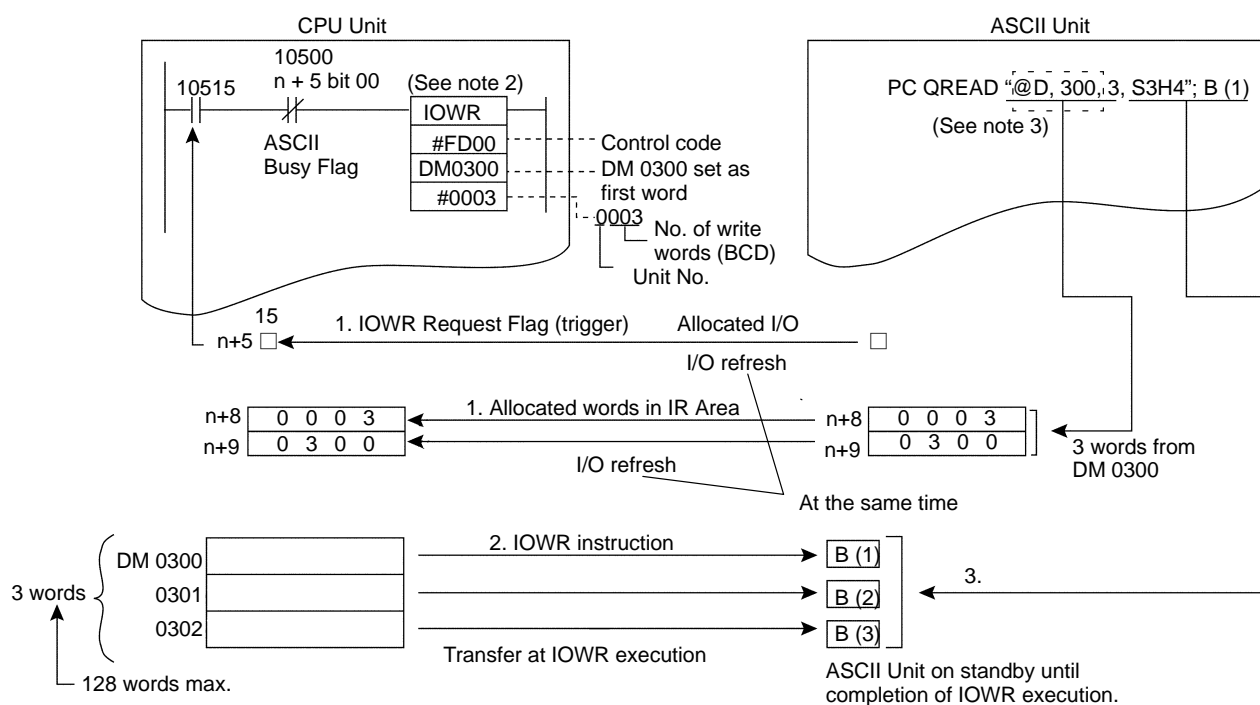 CPU Unit
ASCII Unit
10500
n + 5 bit 00
10515
(See note 2)
IOWR
#FD00
DM0300
#0003
ASCII
Busy Flag
Control code
DM 0300 set as
first word
0003
No. of write
words (BCD)
Unit No.
PC QREAD “@D, 300, 3, S3H4”; B (1)
(See note 3)
15
n+5
1. IOWR Request Flag (trigger)
Allocated I/O
I/O refresh
n+8 0 0 0 3
n+9 0 3 0 0
1. Allocated words in IR Area
I/O refresh
n+8 0 0 0 3
n+9 0 3 0 0
3 words from
DM 0300
At the same time
3 words
DM 0300
0301
0302
128 words max.
2. IOWR instruction
Transfer at IOWR execution
B (1)
B (2)
B (3)
3.
ASCII Unit on standby until
completion of IOWR execution.